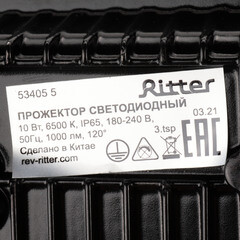 53405 5
Ritter
ПРОЖЕКТОР СВЕТОДИОДНЫЙ
10 Вт, 6500 K, IP65, 180-240 В,
50Гц, 1000 лм, 120°
Сделано в Китае
rev-ritter.com
03.21
3.tsp
EAC